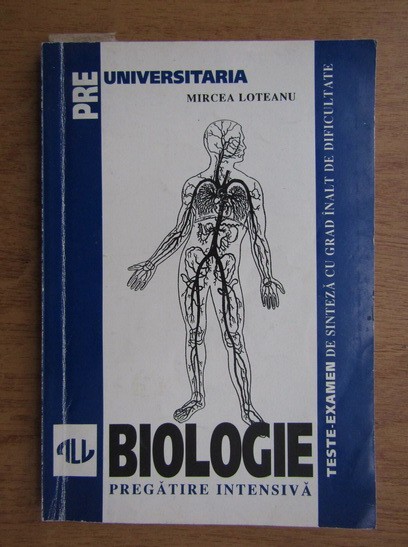 PRE UNIVERSITARIA
MIRCEA LOTEANU
TESTE-EXAMEN DE SINTEZĂ CU GRAD ÎNALT DE DIFICULTATE
ALL
BIOLOGIE
PREGĂTIRE INTENSIVĂ